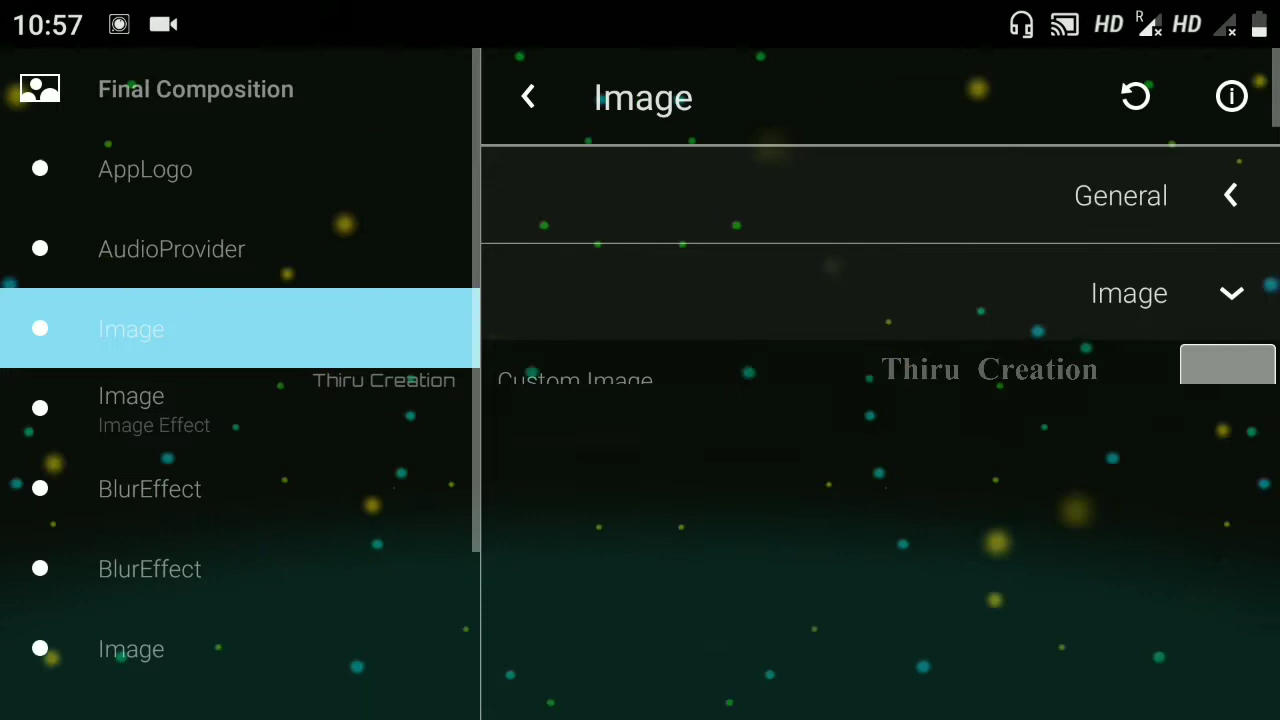 10:57
HD R HD
Final Composition
AppLogo
AudioProvider
Image
Image
Image Effect
BlurEffect
BlurEffect
Image
Thiru Creation
Image
General
Image
Custom Image
Thiru Creation